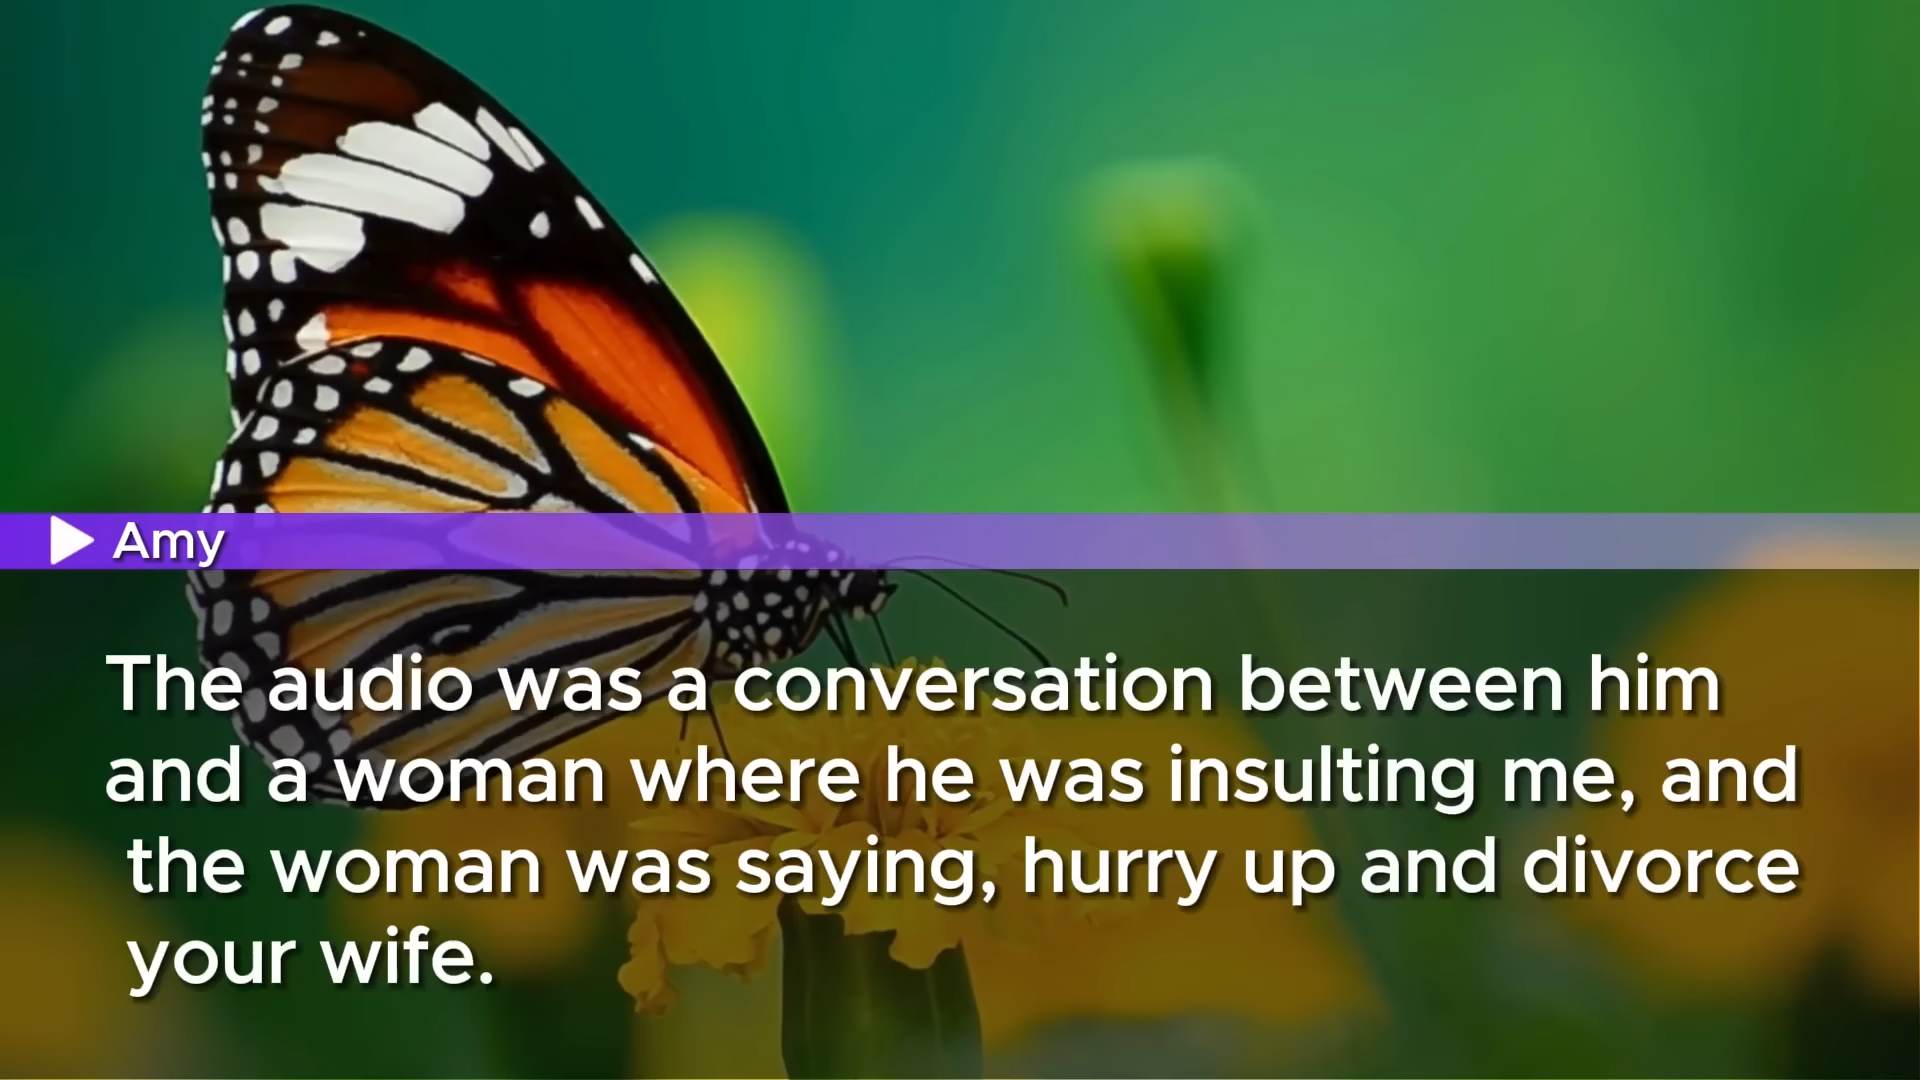 Amy
The audio was a conversation between him
and a woman where he was insulting me, and
the woman was saying, hurry up and divorce
your wife.